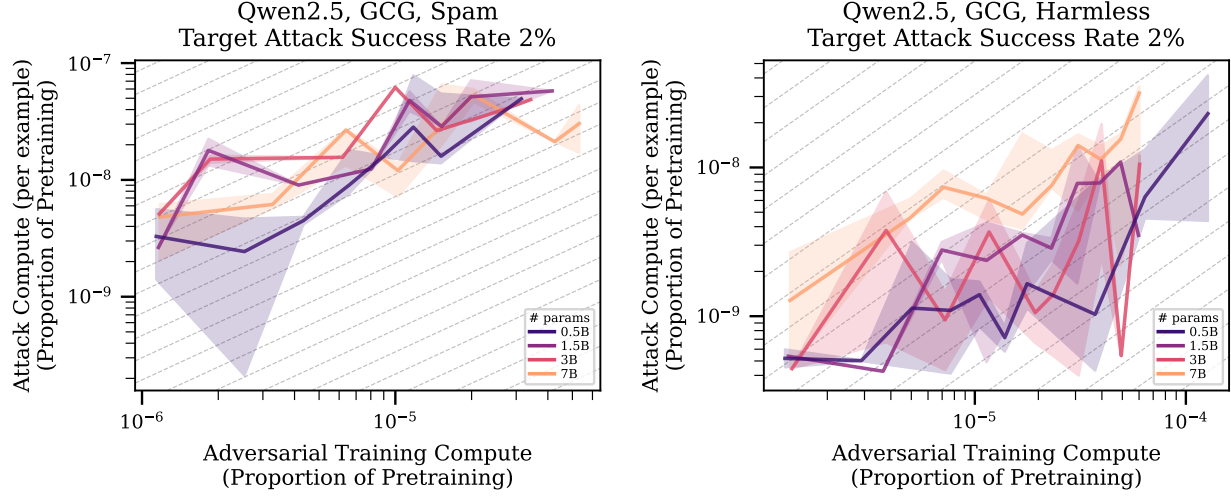 Qwen2.5, GCG, Spam
Target Attack Success Rate 2%
Attack Compute (per example)
(Proportion of Pretraining)
10⁻⁷
10⁻⁸
10⁻⁹
10⁻⁶
10⁻⁵
# params
0.5B
1.5B
3B
7B
Adversarial Training Compute
(Proportion of Pretraining)
Qwen2.5, GCG, Harmless
Target Attack Success Rate 2%
Attack Compute (per example)
(Proportion of Pretraining)
10⁻⁸
10⁻⁹
10⁻⁵
10⁻⁴
# params
0.5B
1.5B
3B
7B
Adversarial Training Compute
(Proportion of Pretraining)